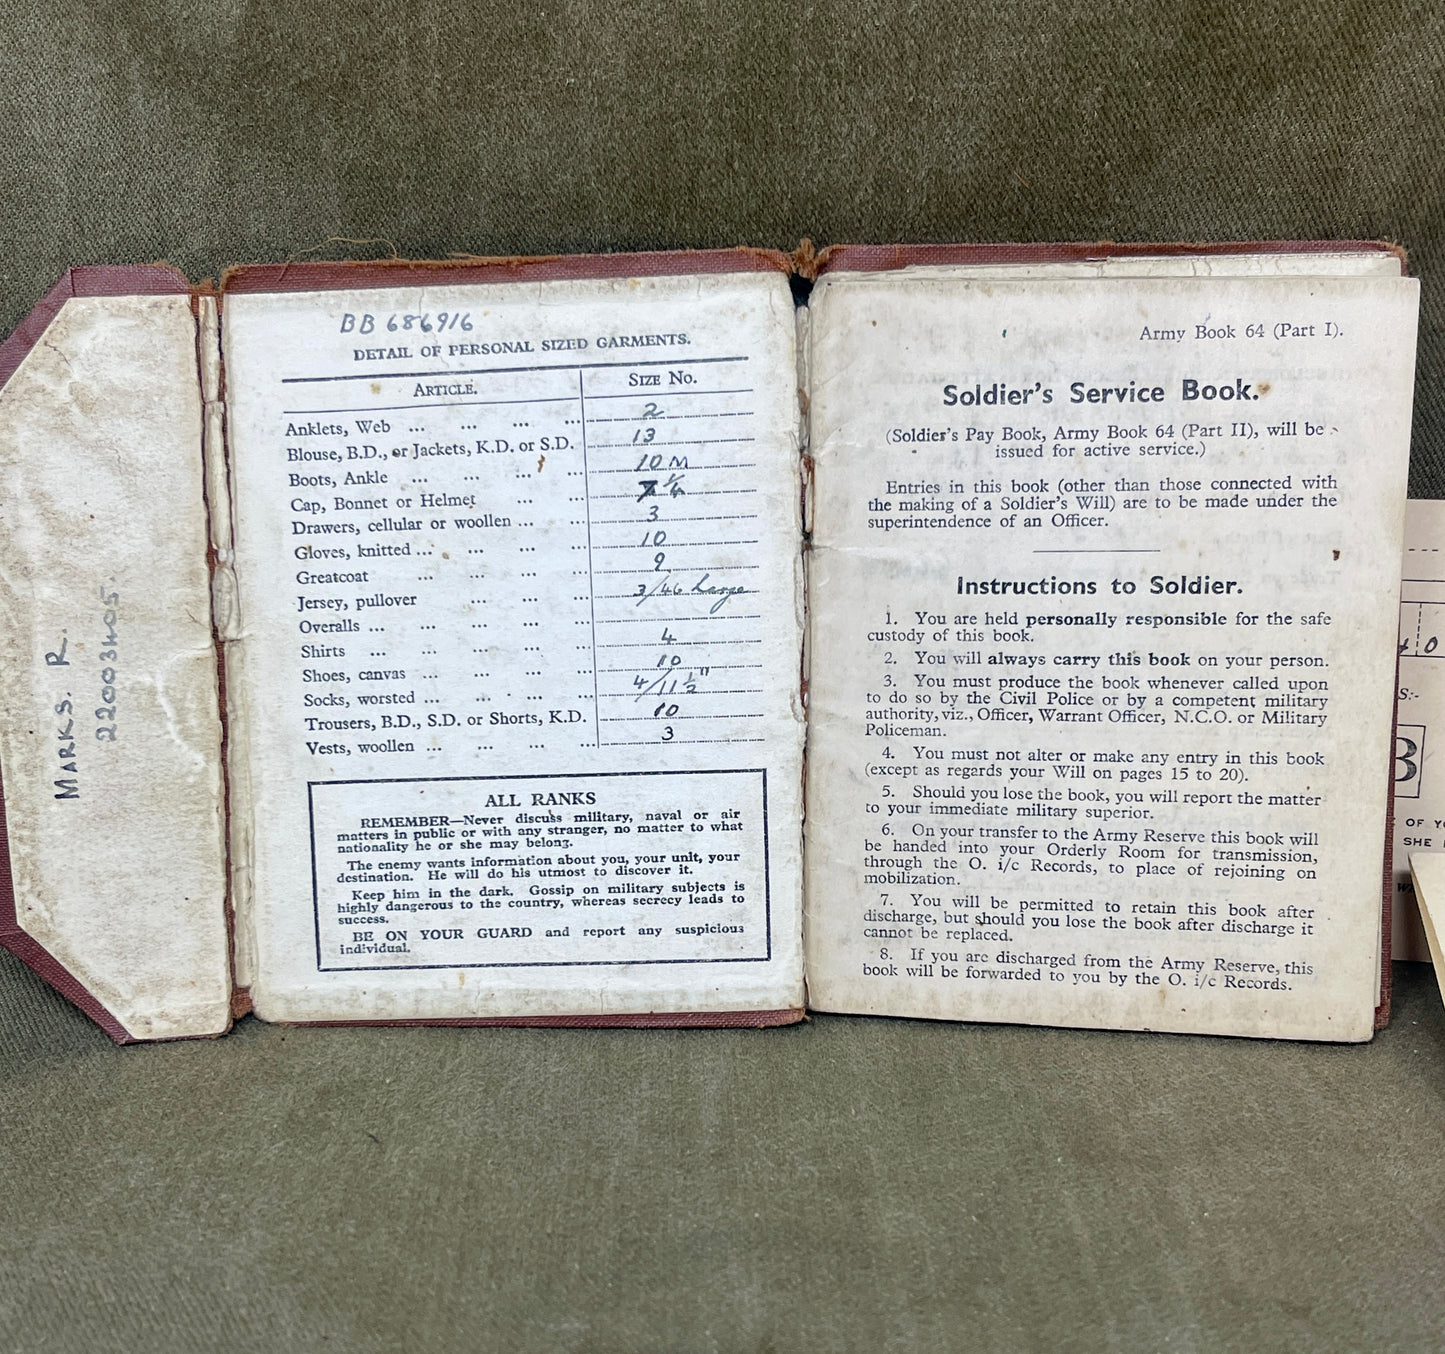 MARKS. R.
22003405.
BB 686916
DETAIL OF PERSONAL SIZED GARMENTS.
ARTICLE. SIZE NO.
Anklets, Web ... ... ... ... 2
Blouse, B.D., or Jackets, K.D. or S.D. 13
Boots, Ankle ... ... ... ... 10 M
Cap, Bonnet or Helmet ... ... 7 1/4
Drawers, cellular or woollen ... ... 3
Gloves, knitted ... ... ... ... 10
Greatcoat ... ... ... ... 9
Jersey, pullover ... ... ... 3/46 Large
Overalls ... ... ... ... ...
Shirts ... ... ... ... ... 4
Shoes, canvas ... ... ... ... 10
Socks, worsted ... ... ... ... 4/11 1/2"
Trousers, B.D., S.D. or Shorts, K.D. 10
Vests, woollen ... ... ... ... 3
ALL RANKS
REMEMBER—Never discuss military, naval or air
matters in public or with any stranger, no matter to what
nationality he or she may belong.
The enemy wants information about you, your unit, your
destination. He will do his utmost to discover it.
Keep him in the dark. Gossip on military subjects is
highly dangerous to the country, whereas secrecy leads to
success.
BE ON YOUR GUARD and report any suspicious
individual.
Army Book 64 (Part I).
Soldier's Service Book.
(Soldier's Pay Book, Army Book 64 (Part II), will be
issued for active service.)
Entries in this book (other than those connected with
the making of a Soldier's Will) are to be made under the
superintendence of an Officer.
Instructions to Soldier.
1. You are held personally responsible for the safe
custody of this book.
2. You will always carry this book on your person.
3. You must produce the book whenever called upon
to do so by the Civil Police or by a competent military
authority, viz., Officer, Warrant Officer, N.C.O. or Military
Policeman.
4. You must not alter or make any entry in this book
(except as regards your Will on pages 15 to 20).
5. Should you lose the book, you will report the matter
to your immediate military superior.
6. On your transfer to the Army Reserve this book will
be handed into your Orderly Room for transmission,
through the O. i/c Records, to place of rejoining on
mobilization.
7. You will be permitted to retain this book after
discharge, but should you lose the book after discharge it
cannot be replaced.
8. If you are discharged from the Army Reserve, this
book will be forwarded to you by the O. i/c Records.
0
S:-
B
OF
SHE